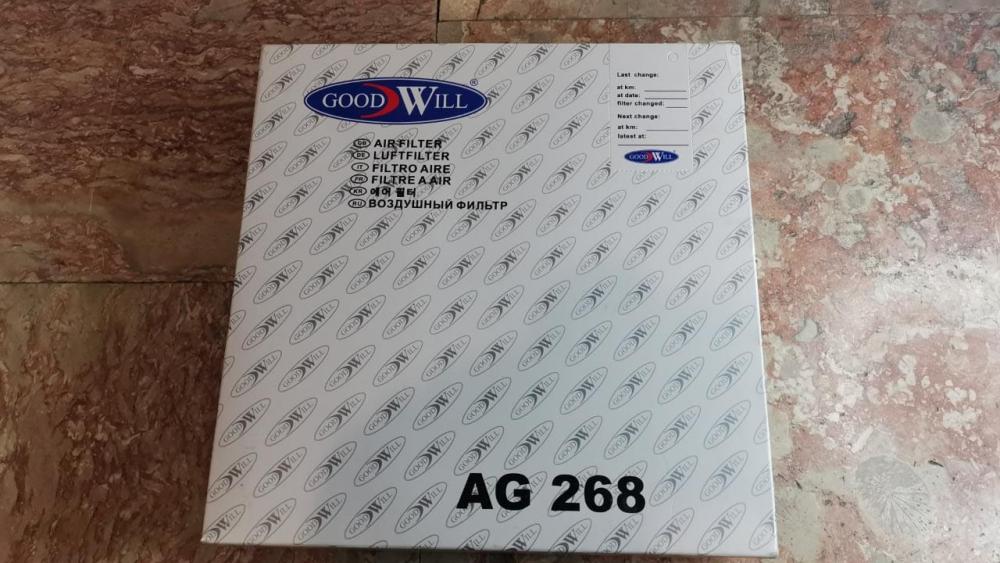 GOOD WILL ®
GB AIR FILTER
DE LUFTFILTER
IT FILTRO AIRE
FR FILTRE A AIR
KR 에어 필터
RU ВОЗДУШНЫЙ ФИЛЬТР
Last change:
at km:
at date:
filter changed:
Next change:
at km:
latest at:
GOOD WILL
AG 268